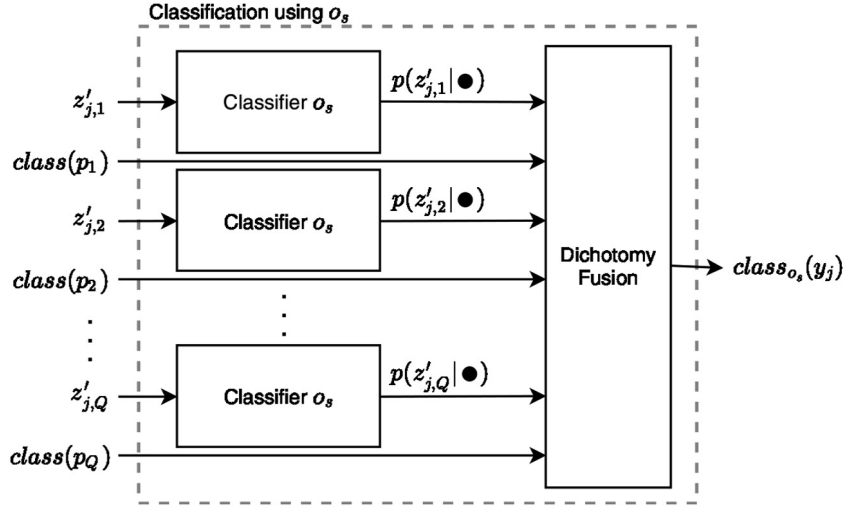 Classification using o_s
z′_{j,1}
Classifier o_s
p(z′_{j,1}|●)
class(p_1)
z′_{j,2}
Classifier o_s
p(z′_{j,2}|●)
class(p_2)
Dichotomy
Fusion
class_{o_s}(y_j)
z′_{j,Q}
Classifier o_s
p(z′_{j,Q}|●)
class(p_Q)